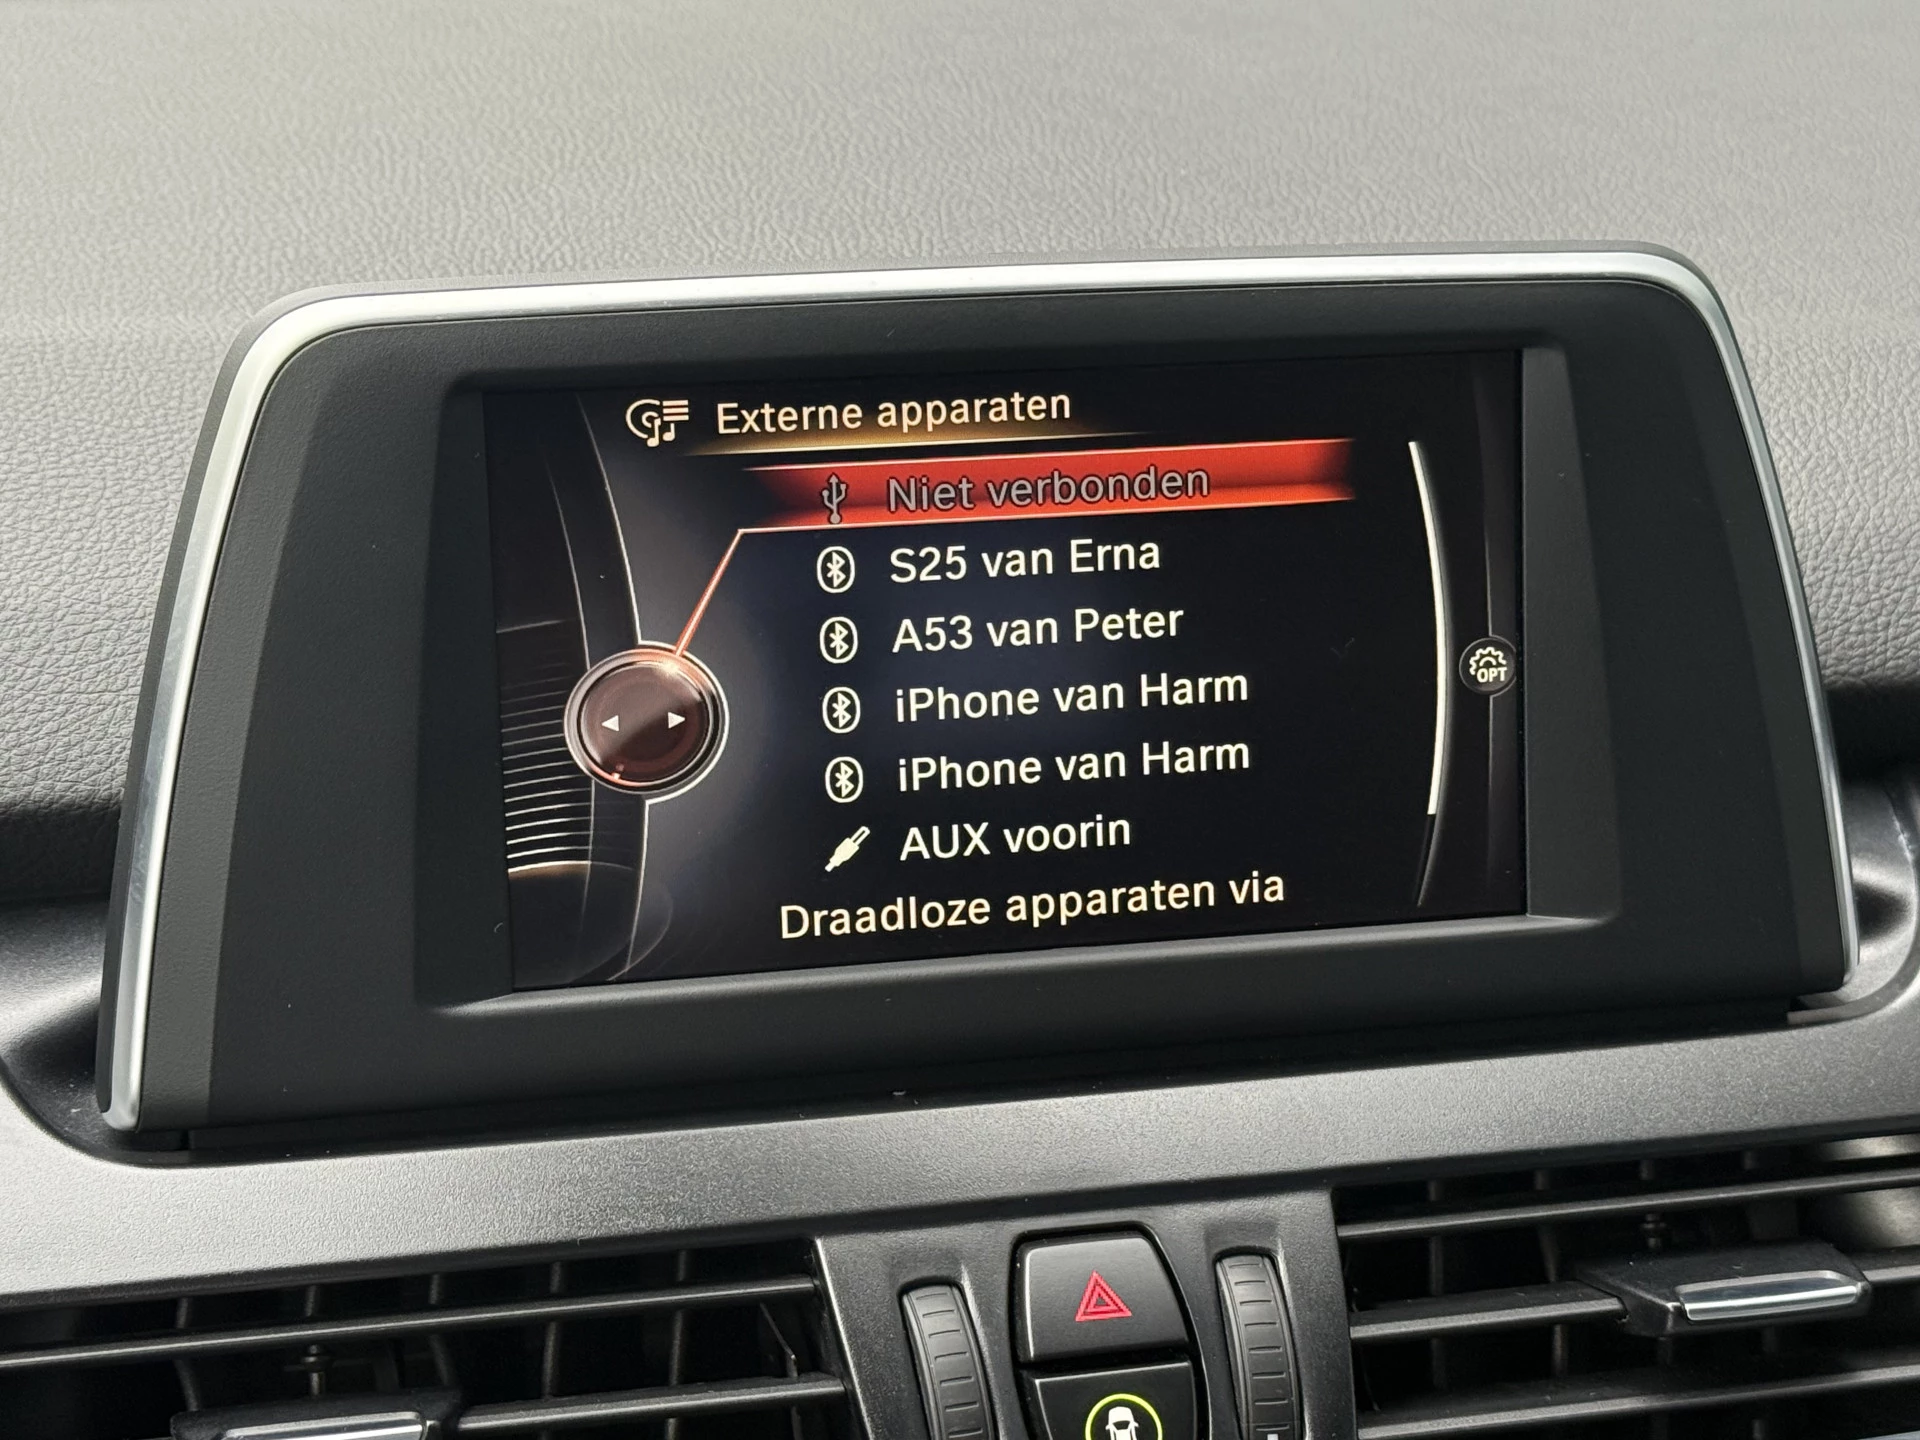 Externe apparaten
Niet verbonden
S25 van Erna
A53 van Peter
iPhone van Harm
iPhone van Harm
OPT
AUX voorin
Draadloze apparaten via